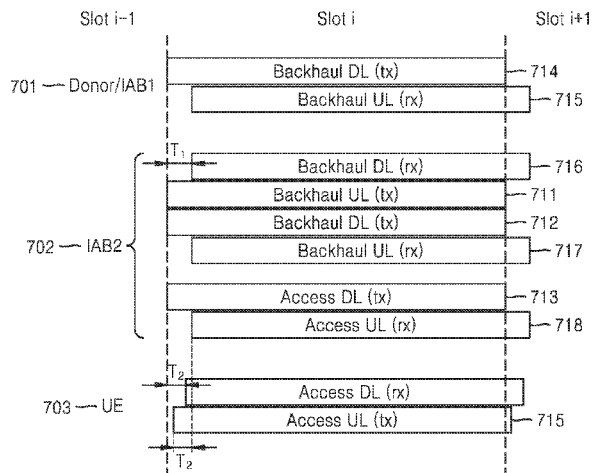 Slot i-1 Slot i Slot i+1
Backhaul DL (tx) 714
701 Donor/IAB1
Backhaul UL (rx) 715
T₁
Backhaul DL (rx) 716
Backhaul UL (tx) 711
Backhaul DL (tx) 712
702 IAB2
Backhaul UL (rx) 717
Access DL (tx) 713
Access UL (rx) 718
T₂
Access DL (rx)
703 UE
Access UL (tx) 715
T₂